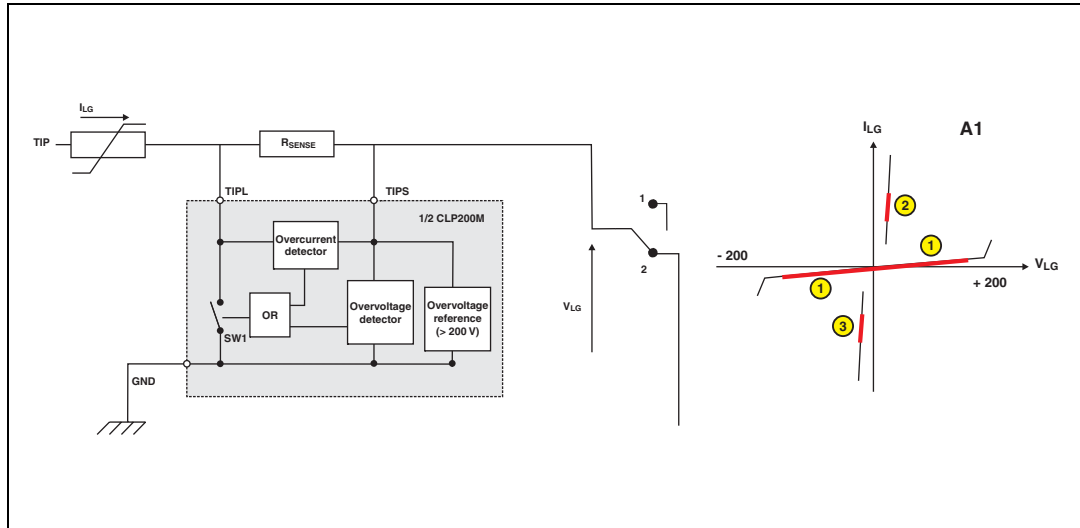 ILG
TIP
RSENSE
TIPL
TIPS
1/2 CLP200M
Overcurrent
detector
OR
SW1
Overvoltage
detector
Overvoltage
reference
(> 200 V)
GND
VLG
1
2
ILG
A1
2
1
- 200
VLG
+ 200
1
3